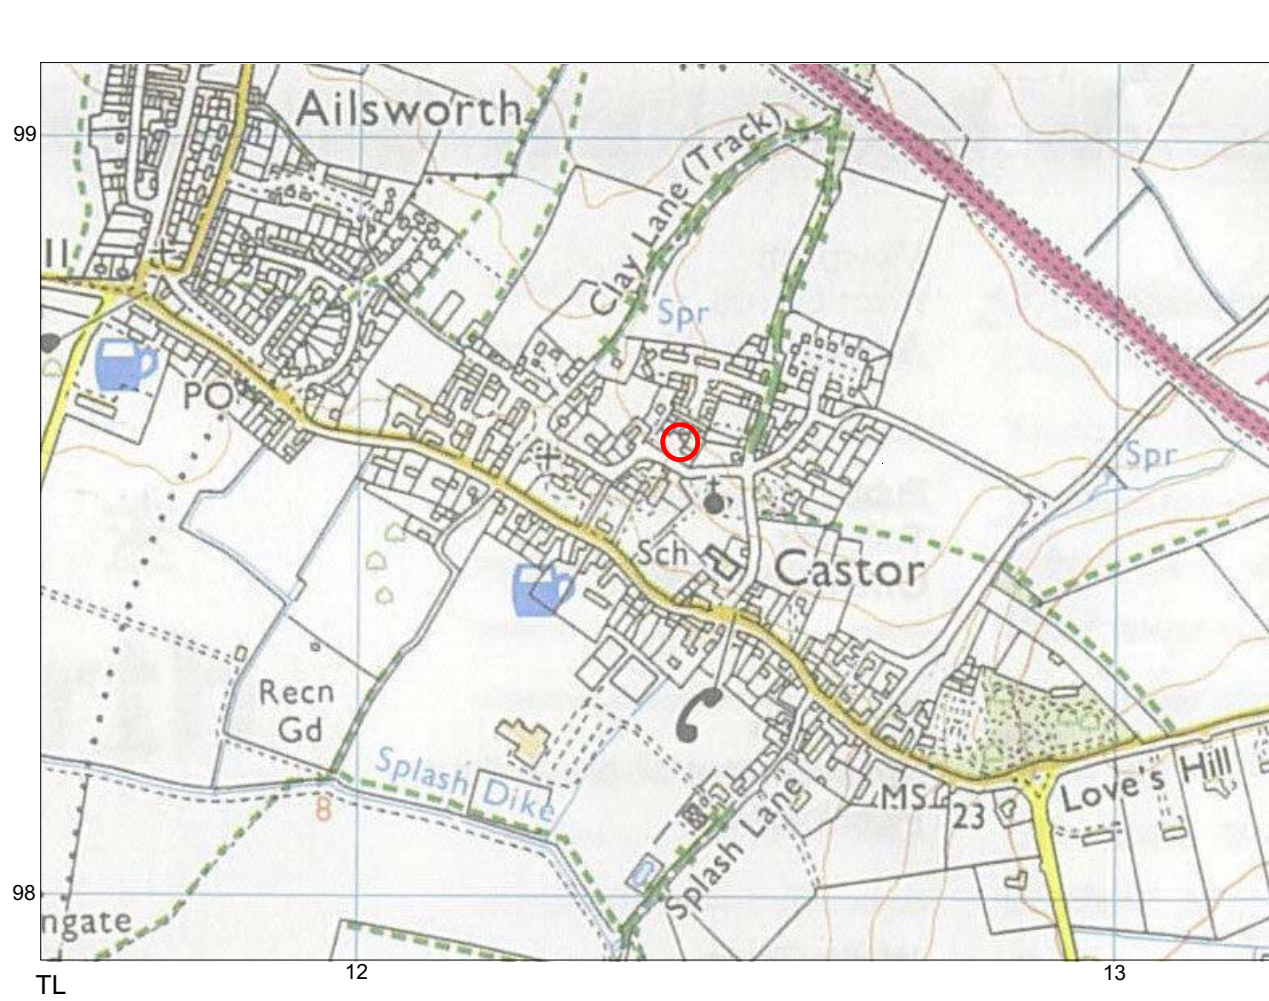 99
Ailsworth
Clay Lane (Track)
Spr
PO
Spr
Sch
Castor
Recn
Gd
Splash Dike
8
Splash Lane
MS
23
Love's Hill
98
ngate
TL
12
13